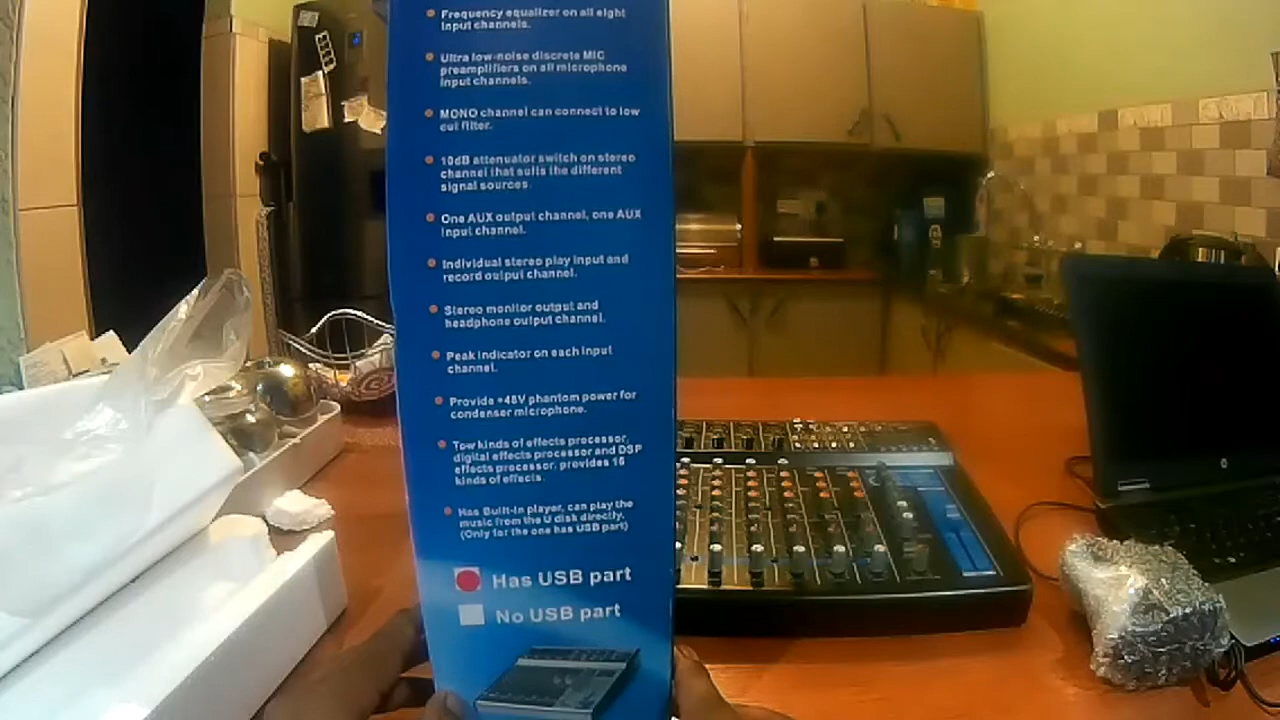 Frequency equalizer on all eight
input channels.
Ultra low-noise discrete MIC
preamplifiers on all microphone
input channels.
MONO channel can connect to low
cut filter.
10dB attenuator switch on stereo
channel that suits the different
signal sources.
One AUX output channel, one AUX
input channel.
Individual stereo play input and
record output channel.
Stereo monitor output and
headphone output channel.
Peak indicator on each input
channel.
Provide +48V phantom power for
condenser microphone.
Tow kinds of effects processor,
digital effects processor and DSP
effects processor, provides 16
kinds of effects.
Has Built-in player, can play the
music from the U disk directly.
(Only for the one has USB part)
Has USB part
No USB part